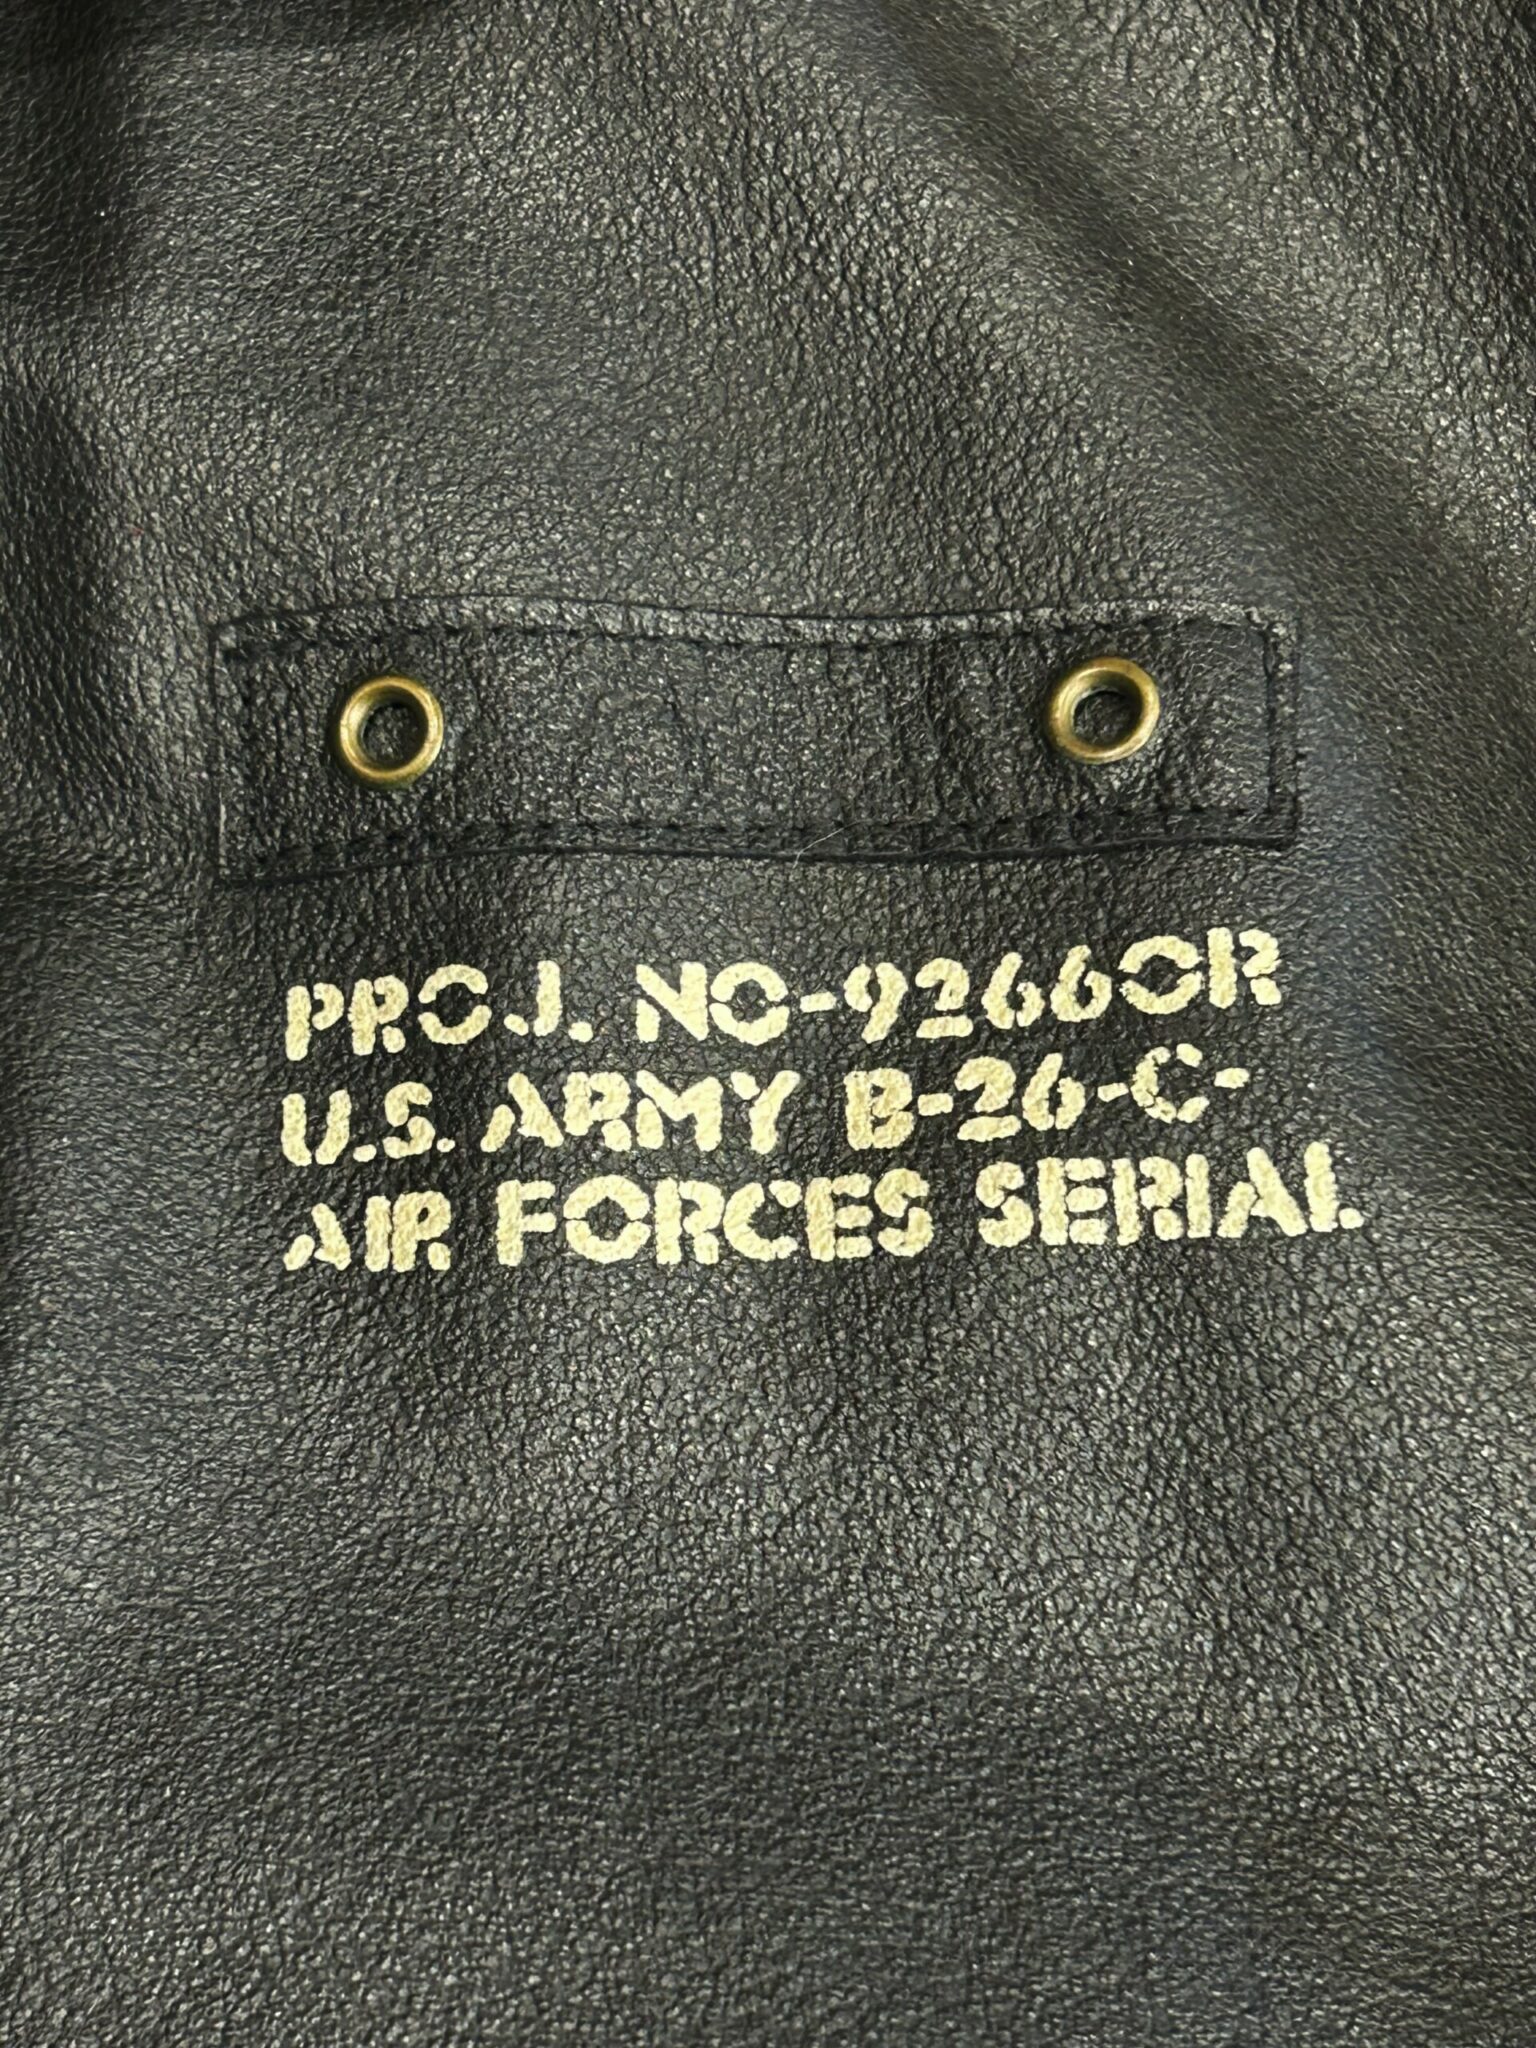 PROJ. NO-92660R
U.S. ARMY B-26-C-
AIR FORCES SERIAL.